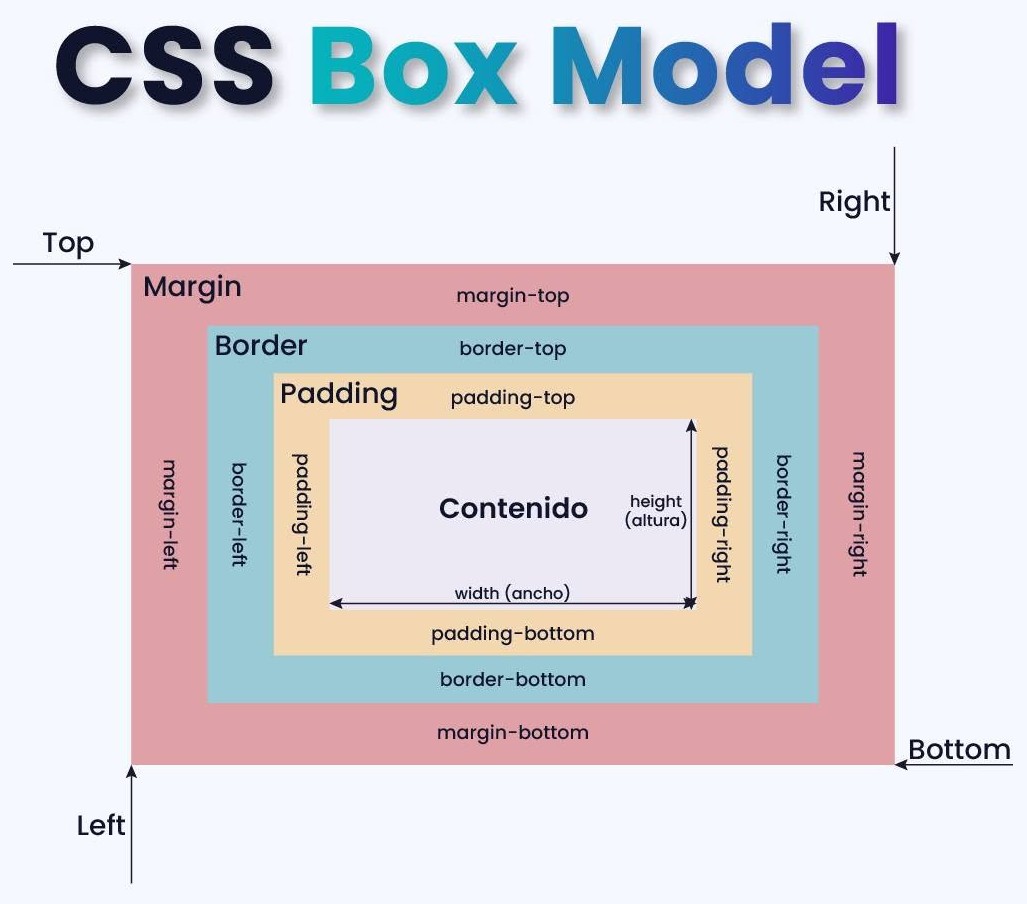 CSS Box Model
Right
Top
Margin
margin-top
Border
border-top
Padding
padding-top
margin-left
border-left
padding-left
Contenido
height
(altura)
padding-right
border-right
margin-right
width (ancho)
padding-bottom
border-bottom
margin-bottom
Bottom
Left